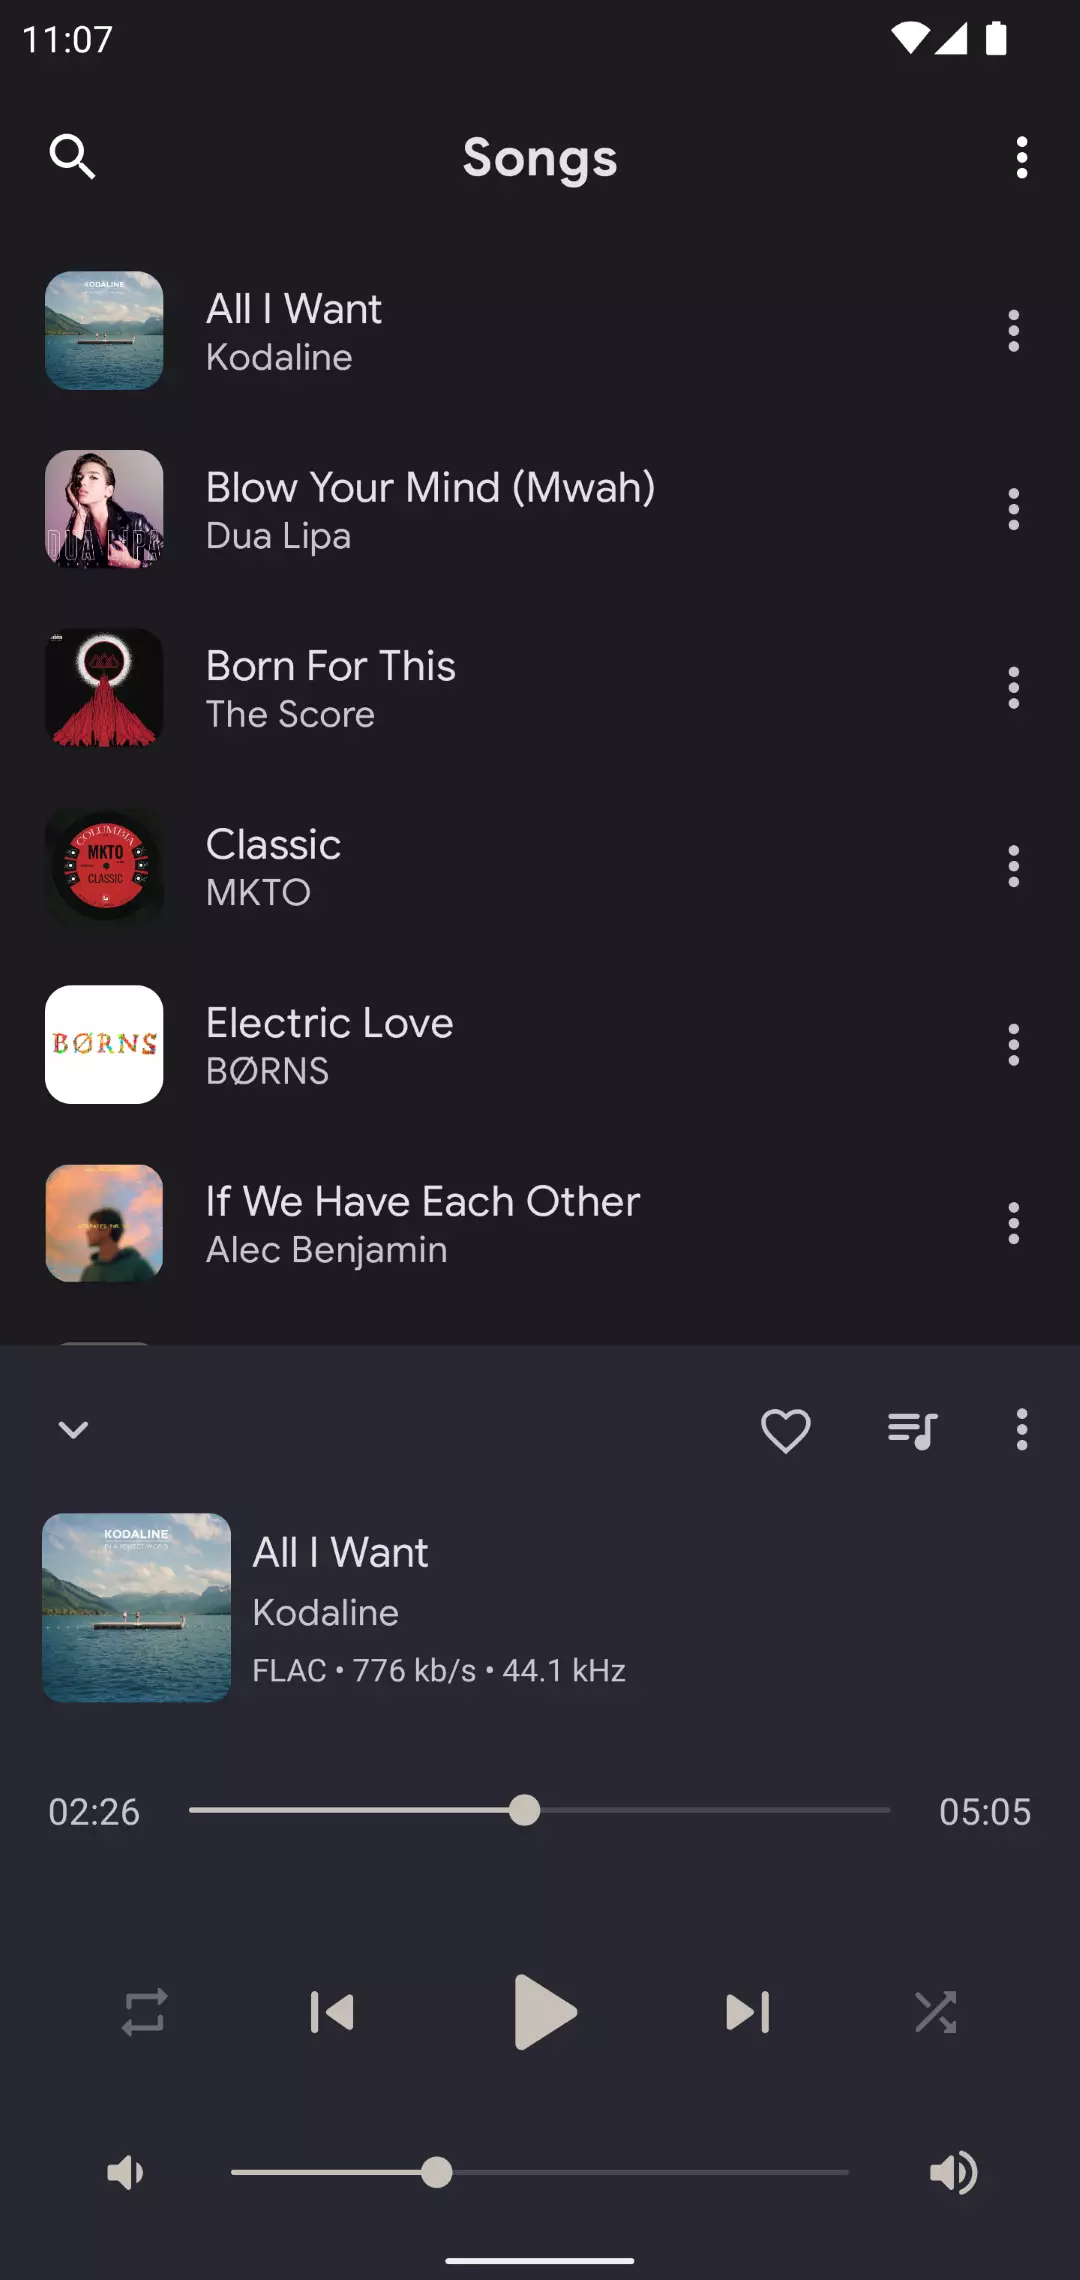 11:07
Songs
KODALINE
All I Want
Kodaline
DUA LIPA
Blow Your Mind (Mwah)
Dua Lipa
Born For This
The Score
COLUMBIA
MKTO
CLASSIC
Classic
MKTO
BØRNS
Electric Love
BØRNS
If We Have Each Other
Alec Benjamin
KODALINE
IN A PERFECT WORLD
All I Want
Kodaline
FLAC • 776 kb/s • 44.1 kHz
02:26
05:05